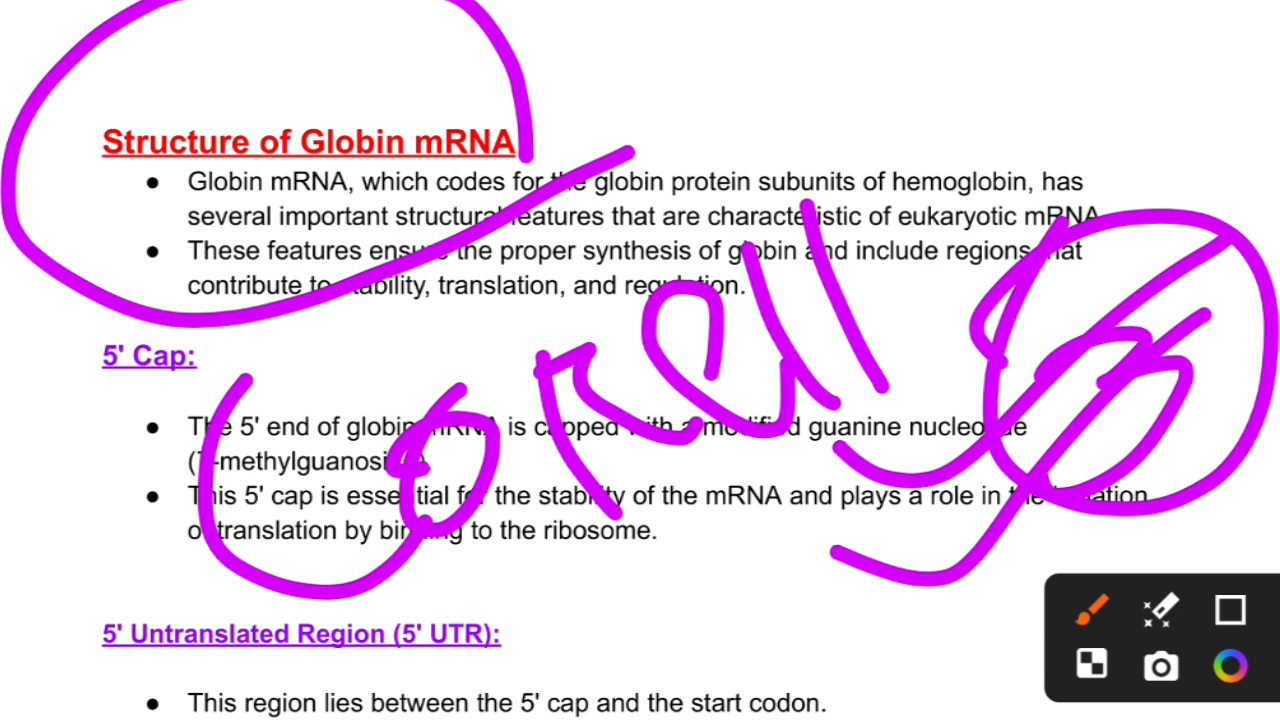 Structure of Globin mRNA
● Globin mRNA, which codes for the globin protein subunits of hemoglobin, has
several important structural features that are characteristic of eukaryotic mRNA
● These features ensure the proper synthesis of globin and include regions that
contribute to stability, translation, and regulation.
5' Cap:
● The 5' end of globin mRNA is capped with a modified guanine nucleotide
(7-methylguanosine).
● This 5' cap is essential for the stability of the mRNA and plays a role in the initiation
of translation by binding to the ribosome.
5' Untranslated Region (5' UTR):
● This region lies between the 5' cap and the start codon.